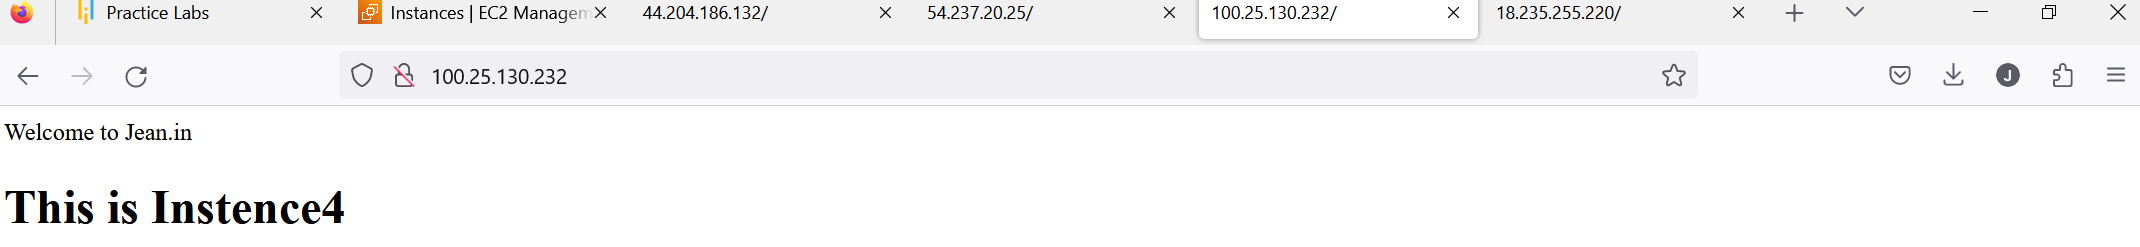 Practice Labs
Instances | EC2 Managem
44.204.186.132/
54.237.20.25/
100.25.130.232/
18.235.255.220/
100.25.130.232
J
Welcome to Jean.in
This is Instence4